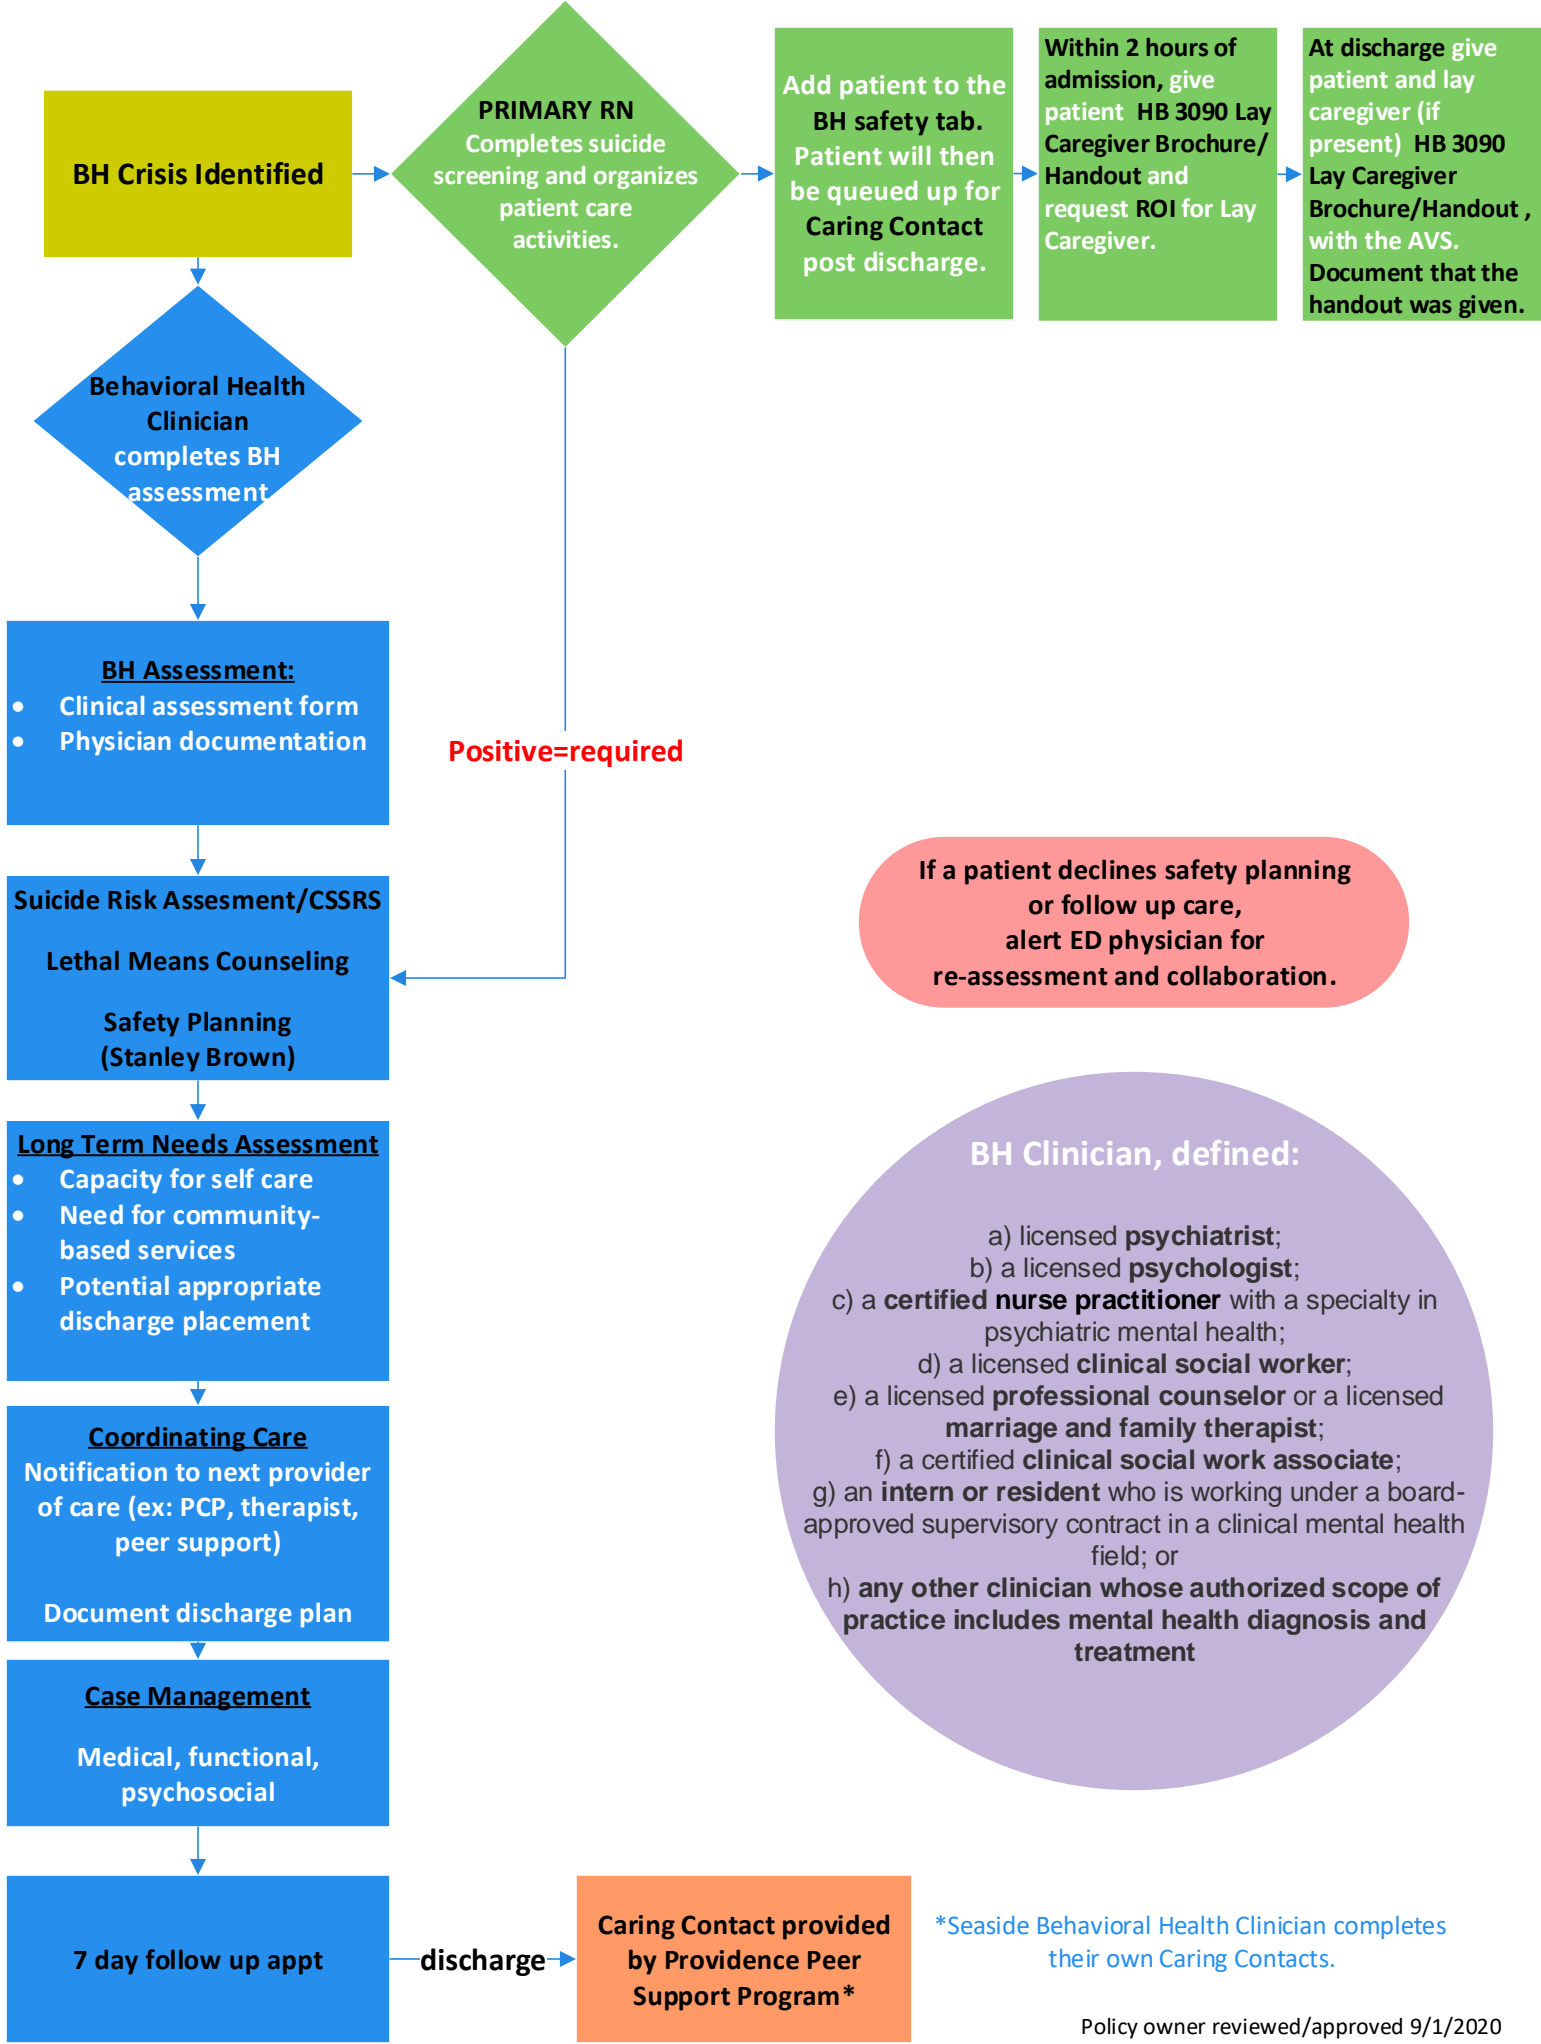 BH Crisis Identified
PRIMARY RN
Completes suicide
screening and organizes
patient care
activities.
Add patient to the
BH safety tab.
Patient will then
be queued up for
Caring Contact
post discharge.
Within 2 hours of
admission, give
patient HB 3090 Lay
Caregiver Brochure/
Handout and
request ROI for Lay
Caregiver.
At discharge give
patient and lay
caregiver (if
present) HB 3090
Lay Caregiver
Brochure/Handout ,
with the AVS.
Document that the
handout was given.
Behavioral Health
Clinician
completes BH
assessment
BH Assessment:
• Clinical assessment form
• Physician documentation
Positive=required
Suicide Risk Assesment/CSSRS
Lethal Means Counseling
Safety Planning
(Stanley Brown)
If a patient declines safety planning
or follow up care,
alert ED physician for
re-assessment and collaboration.
Long Term Needs Assessment
• Capacity for self care
• Need for community-
based services
• Potential appropriate
discharge placement
BH Clinician, defined:
a) licensed psychiatrist;
b) a licensed psychologist;
c) a certified nurse practitioner with a specialty in
psychiatric mental health;
d) a licensed clinical social worker;
e) a licensed professional counselor or a licensed
marriage and family therapist;
f) a certified clinical social work associate;
g) an intern or resident who is working under a board-
approved supervisory contract in a clinical mental health
field; or
h) any other clinician whose authorized scope of
practice includes mental health diagnosis and
treatment
Coordinating Care
Notification to next provider
of care (ex: PCP, therapist,
peer support)
Document discharge plan
Case Management
Medical, functional,
psychosocial
7 day follow up appt
discharge
Caring Contact provided
by Providence Peer
Support Program*
*Seaside Behavioral Health Clinician completes
their own Caring Contacts.
Policy owner reviewed/approved 9/1/2020